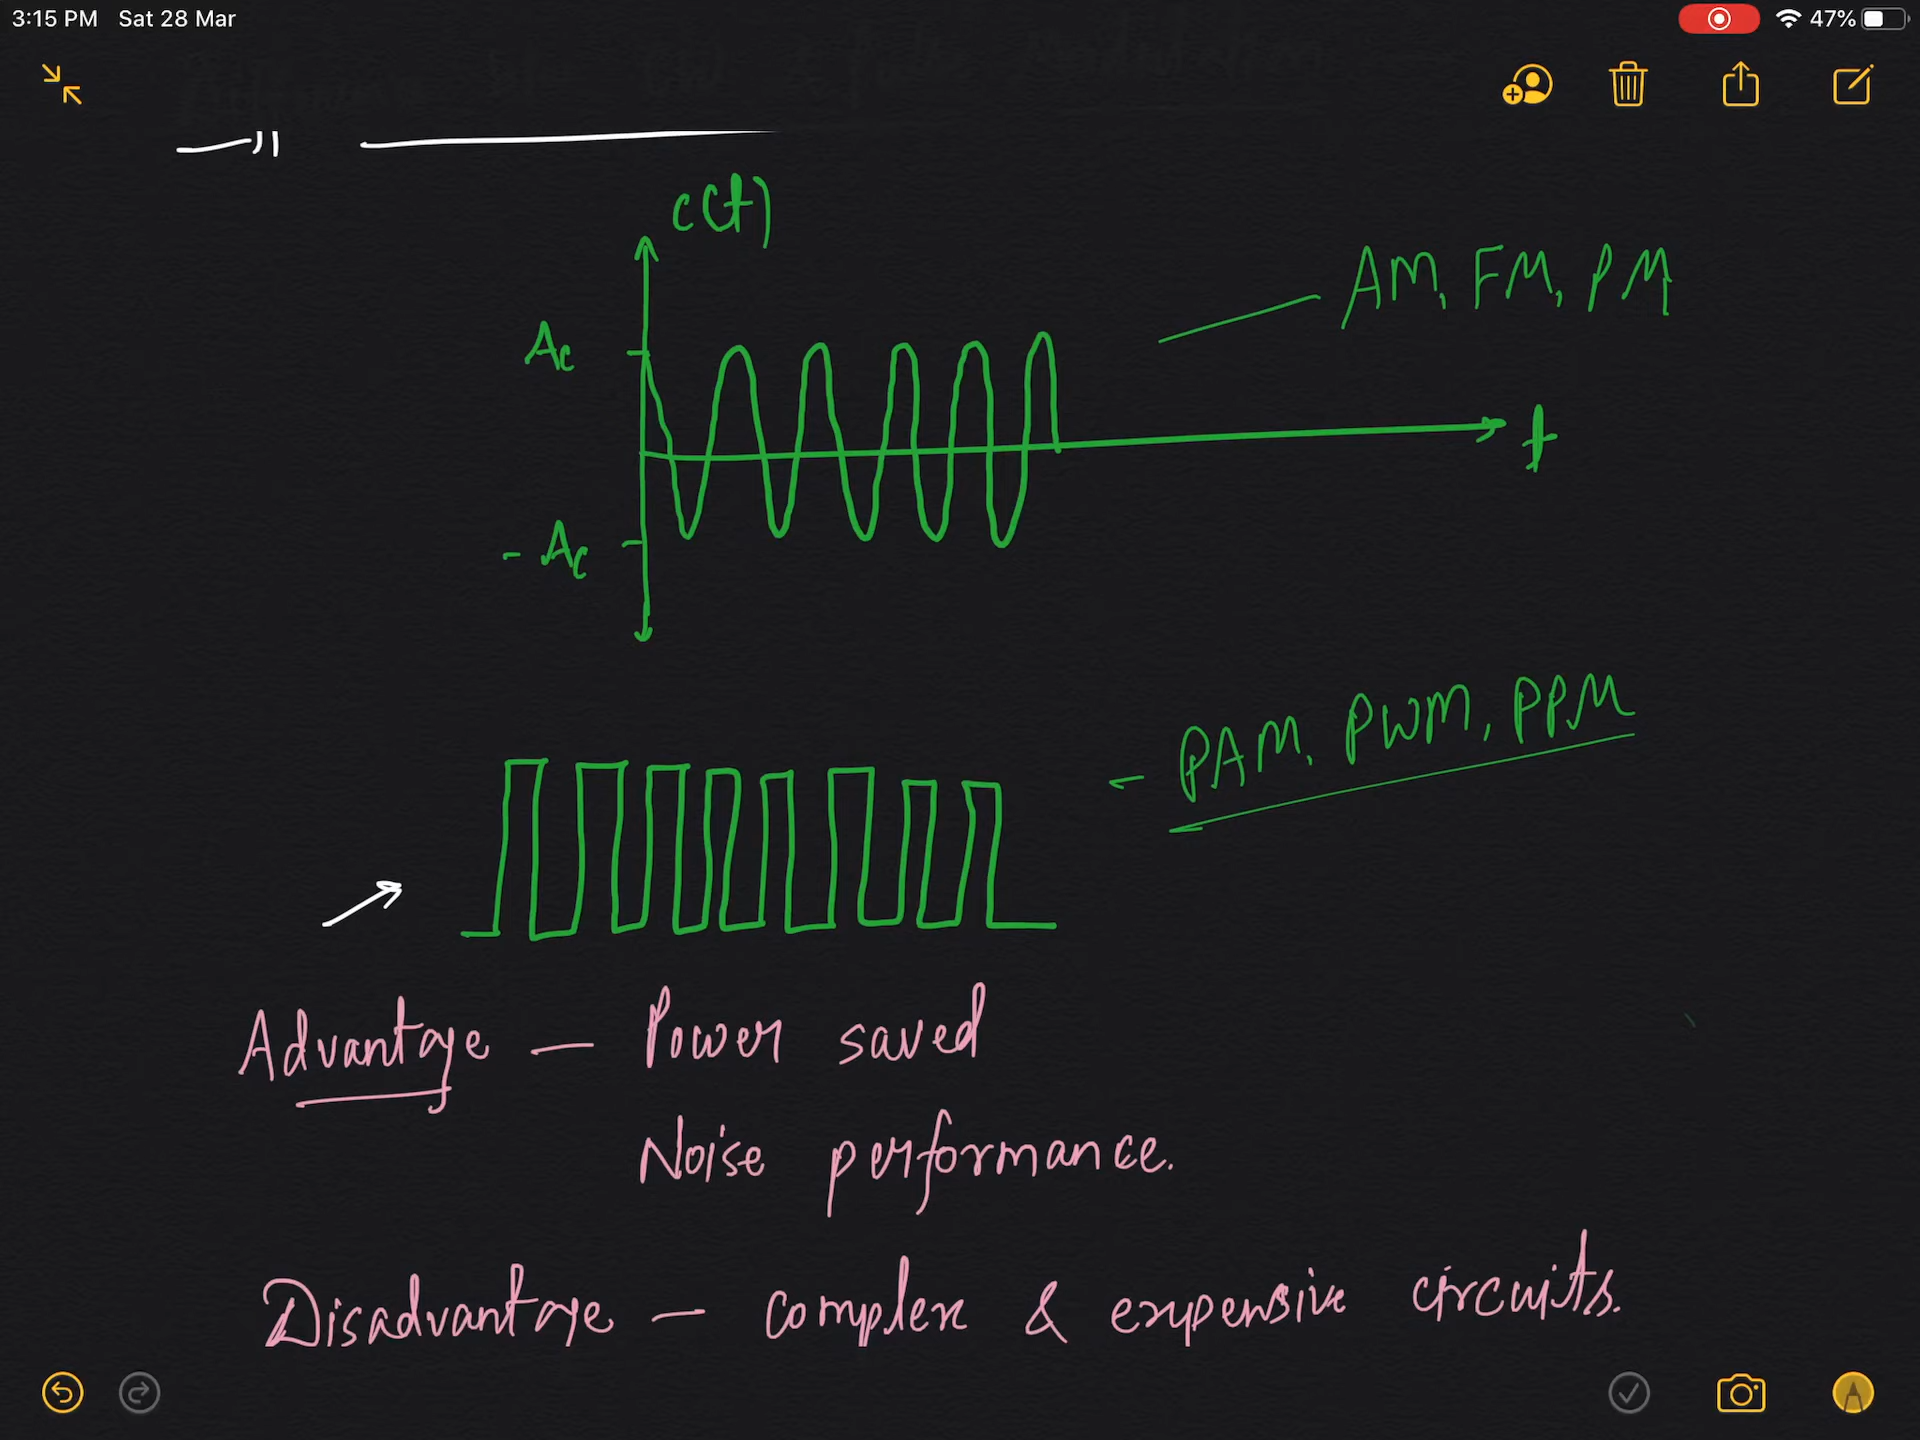 3:15 PM Sat 28 Mar 47%
c(t)
AM, FM, PM
Ac
t
- Ac
- PAM, PWM, PPM
Advantage — Power saved
Noise performance.
Disadvantage — complex & expensive circuits.